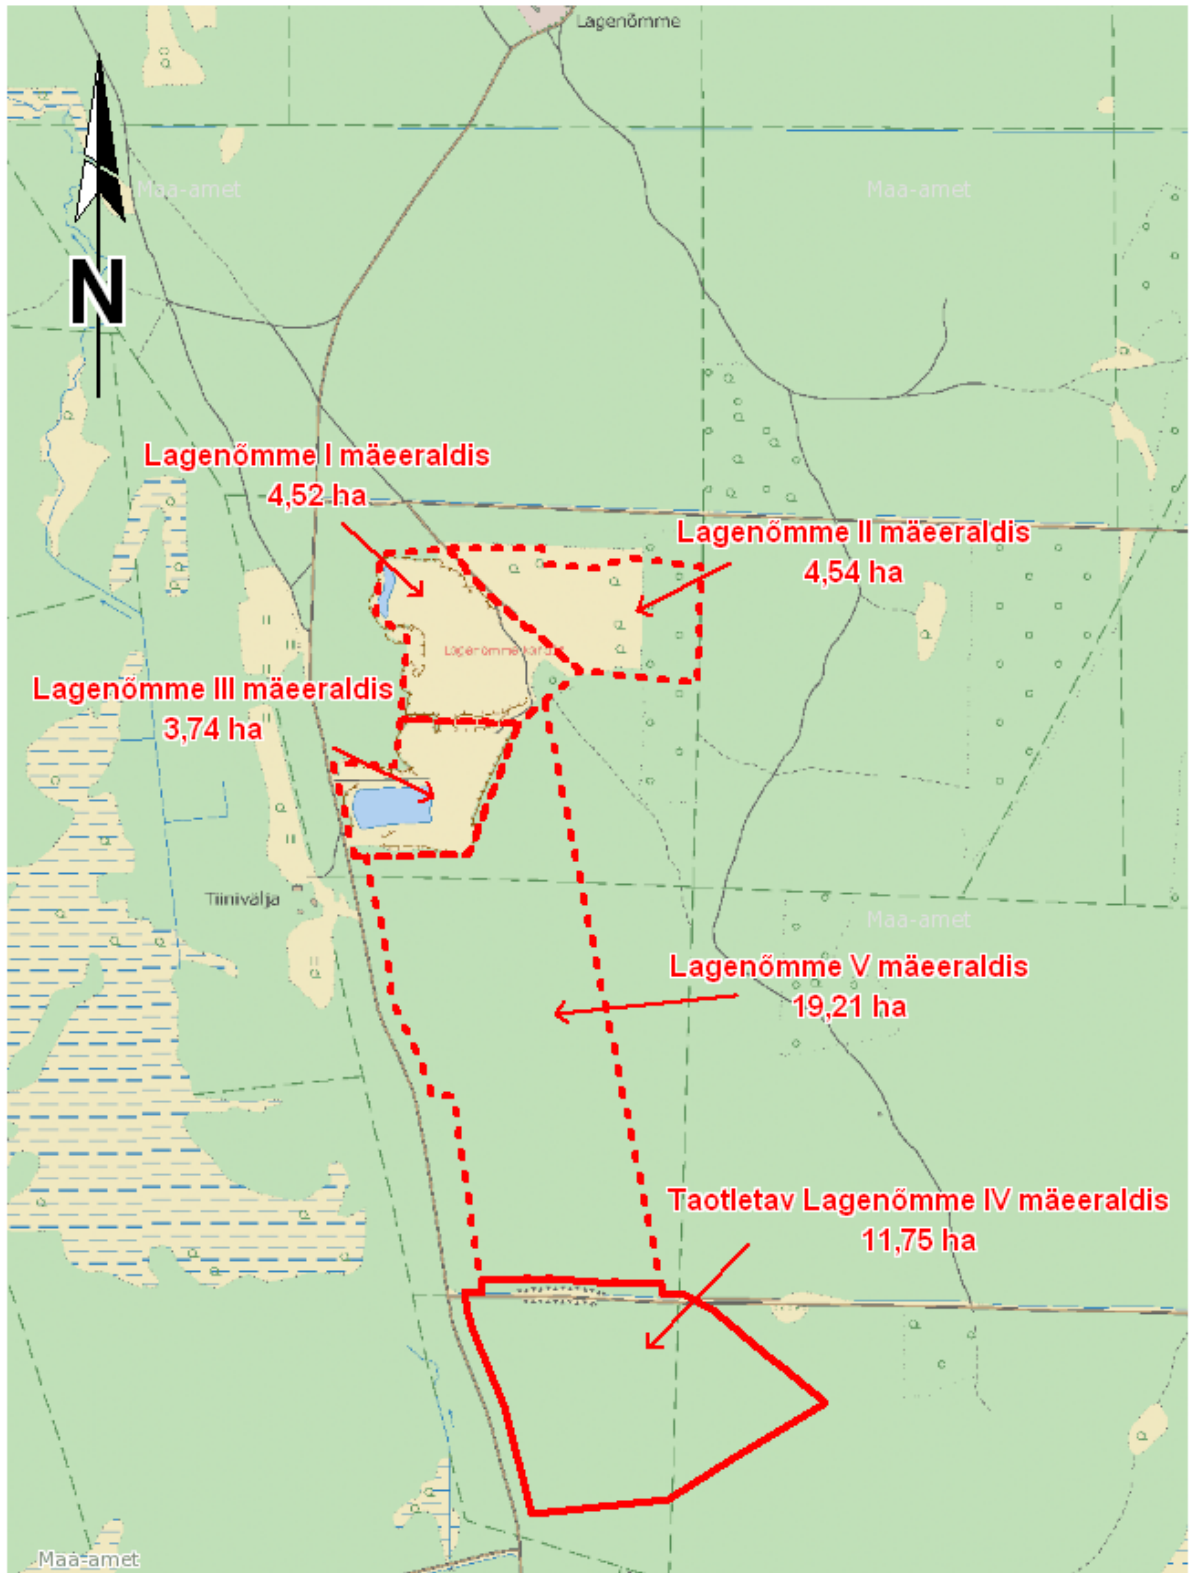 Lagenõmme
Maa-amet
Maa-amet
N
Lagenõmme I mäeeraldis
4,52 ha
Lagenõmme II mäeeraldis
4,54 ha
Lagenõmme
Lagenõmme III mäeeraldis
3,74 ha
Tiinivälja
Maa-amet
Lagenõmme V mäeeraldis
19,21 ha
Taotletav Lagenõmme IV mäeeraldis
11,75 ha
Maa-amet